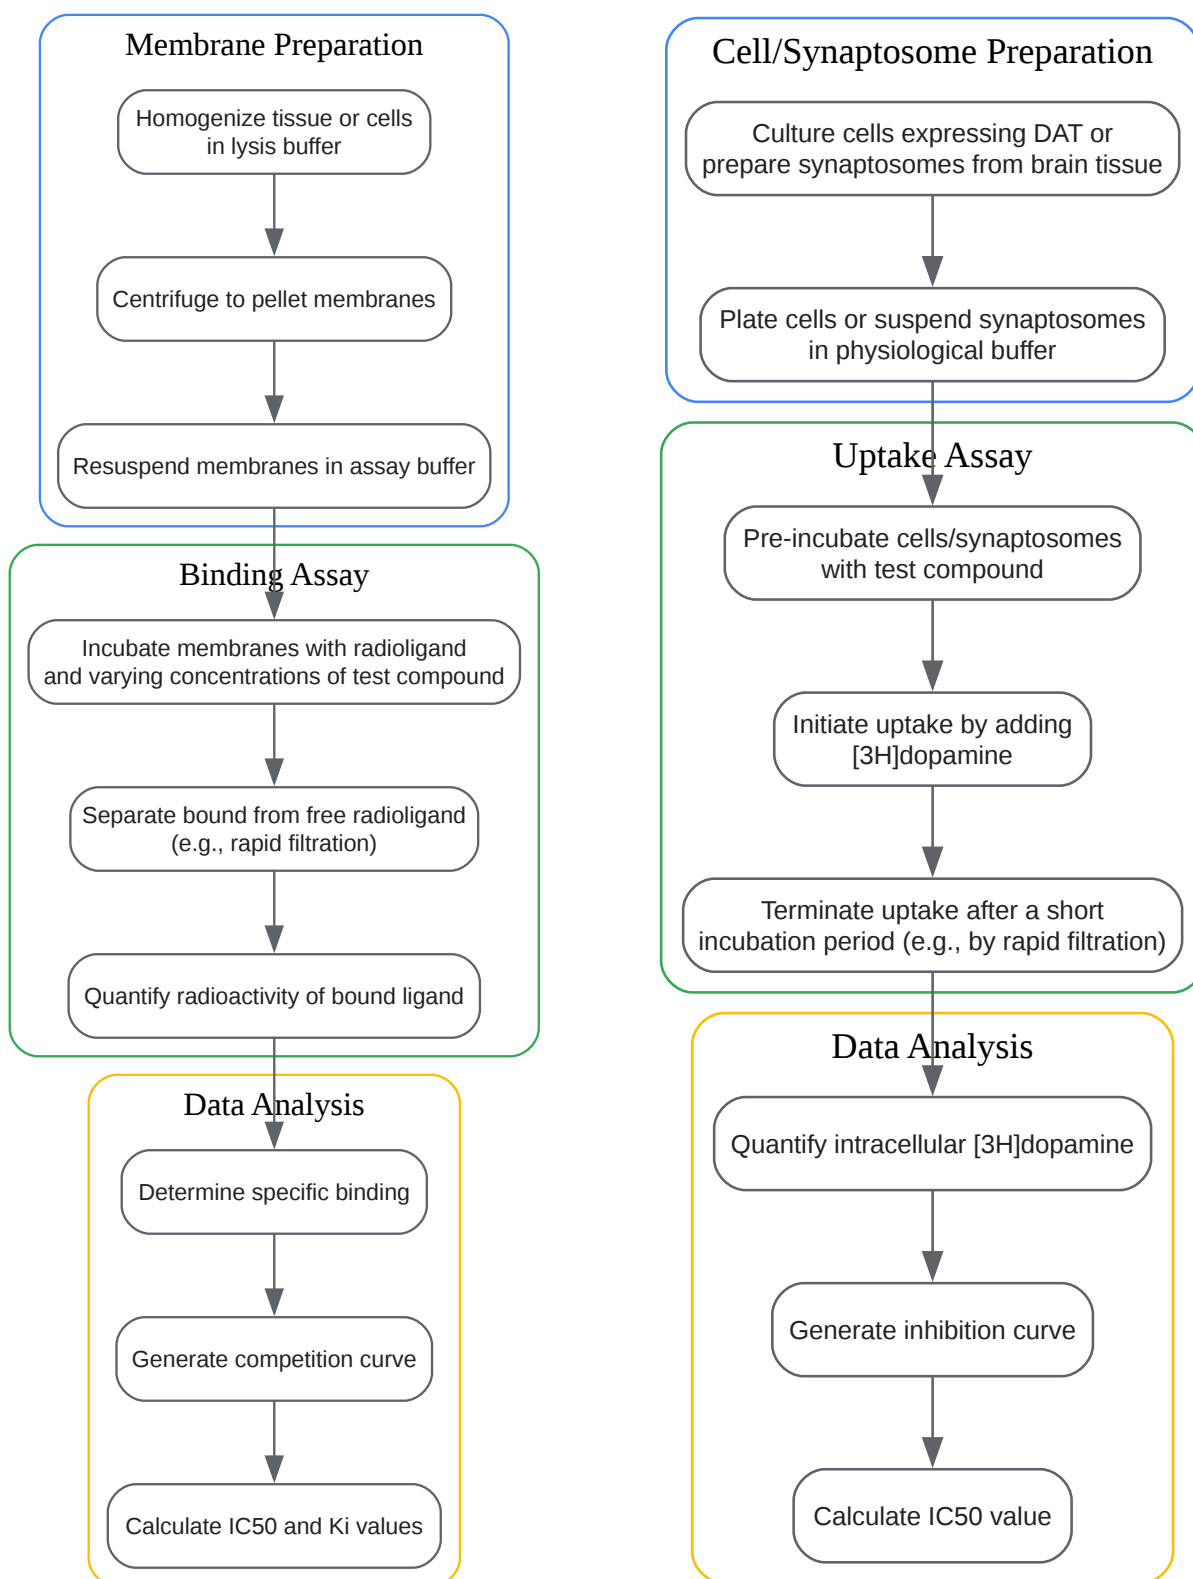 Membrane Preparation
Homogenize tissue or cells
in lysis buffer
Centrifuge to pellet membranes
Resuspend membranes in assay buffer
Binding Assay
Incubate membranes with radioligand
and varying concentrations of test compound
Separate bound from free radioligand
(e.g., rapid filtration)
Quantify radioactivity of bound ligand
Data Analysis
Determine specific binding
Generate competition curve
Calculate IC50 and Ki values
Cell/Synaptosome Preparation
Culture cells expressing DAT or
prepare synaptosomes from brain tissue
Plate cells or suspend synaptosomes
in physiological buffer
Uptake Assay
Pre-incubate cells/synaptosomes
with test compound
Initiate uptake by adding
[3H]dopamine
Terminate uptake after a short
incubation period (e.g., by rapid filtration)
Data Analysis
Quantify intracellular [3H]dopamine
Generate inhibition curve
Calculate IC50 value